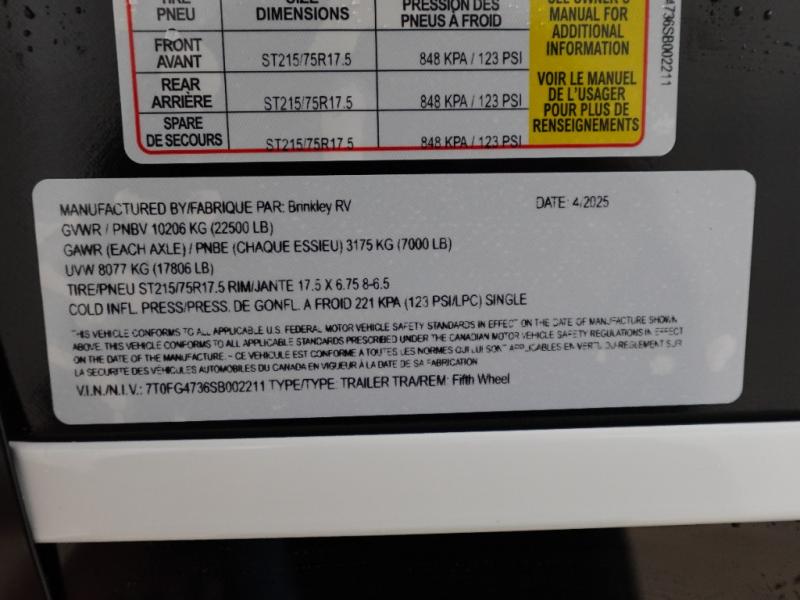 TIRE SIZE PRESSION DES SEE OWNER'S
PNEU DIMENSIONS PNEUS À FROID MANUAL FOR
ADDITIONAL
INFORMATION
FRONT
AVANT ST215/75R17.5 848 KPA / 123 PSI
REAR
ARRIÈRE ST215/75R17.5 848 KPA / 123 PSI
SPARE
DE SECOURS ST215/75R17.5 848 KPA / 123 PSI
VOIR LE MANUEL
DE L'USAGER
POUR PLUS DE
RENSEIGNEMENTS
4736SB002211
MANUFACTURED BY/FABRIQUE PAR: Brinkley RV DATE: 4/2025
GVWR / PNBV 10206 KG (22500 LB)
GAWR (EACH AXLE) / PNBE (CHAQUE ESSIEU) 3175 KG (7000 LB)
UVW 8077 KG (17806 LB)
TIRE/PNEU ST215/75R17.5 RIM/JANTE 17.5 X 6.75 8-6.5
COLD INFL. PRESS/PRESS. DE GONFL. A FROID 221 KPA (123 PSI/LPC) SINGLE
THIS VEHICLE CONFORMS TO ALL APPLICABLE U.S. FEDERAL MOTOR VEHICLE SAFETY STANDARDS IN EFFECT ON THE DATE OF MANUFACTURE SHOWN
ABOVE. THIS VEHICLE CONFORMS TO ALL APPLICABLE STANDARDS PRESCRIBED UNDER THE CANADIAN MOTOR VEHICLE SAFETY REGULATIONS IN EFFECT
ON THE DATE OF THE MANUFACTURE. - CE VEHICULE EST CONFORME A TOUTES LES NORMES QUI LUI SONT APPLICABLES EN VERTU DU REGLEMENT SUR
LA SECURITE DES VÉHICULES AUTOMOBILES DU CANADA EN VIGUEUR À LA DATE DE SA FABRICATION
V.I.N./N.I.V.: 7T0FG4736SB002211 TYPE/TYPE: TRAILER TRA/REM: Fifth Wheel